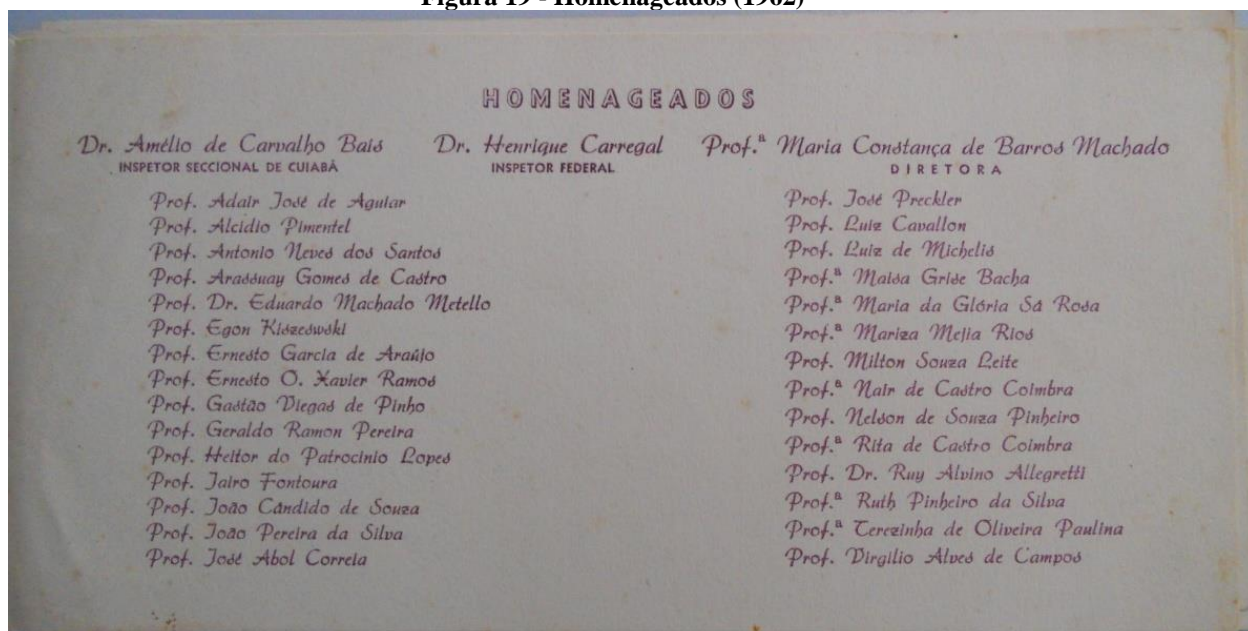 Figura 19 - Homenageados (1962)
HOMENAGEADOS
Dr. Amélio de Carvalho Bais
INSPETOR SECCIONAL DE CUIABÁ
Dr. Henrique Carregal
INSPETOR FEDERAL
Prof.ª Maria Constança de Barros Machado
DIRETORA
Prof. Adair José de Aguiar
Prof. Alcidio Pimentel
Prof. Antonio Neves dos Santos
Prof. Arassuay Gomes de Castro
Prof. Dr. Eduardo Machado Metello
Prof. Egon Kiszeswski
Prof. Ernesto Garcia de Araújo
Prof. Ernesto O. Xavier Ramos
Prof. Gastão Viegas de Pinho
Prof. Geraldo Ramon Pereira
Prof. Heitor do Patrocinio Lopes
Prof. Jairo Fontoura
Prof. João Cândido de Souza
Prof. João Pereira da Silva
Prof. José Abol Correia
Prof. José Preckler
Prof. Luiz Cavallon
Prof. Luiz de Michelis
Prof.ª Maisa Grise Bacha
Prof.ª Maria da Glória Sá Rosa
Prof.ª Mariza Mejia Rios
Prof. Milton Souza Leite
Prof.ª Nair de Castro Coimbra
Prof. Nelson de Souza Pinheiro
Prof.ª Rita de Castro Coimbra
Prof. Dr. Ruy Alvino Allegretti
Prof.ª Ruth Pinheiro da Silva
Prof.ª Terezinha de Oliveira Paulina
Prof. Virgilio Alves de Campos